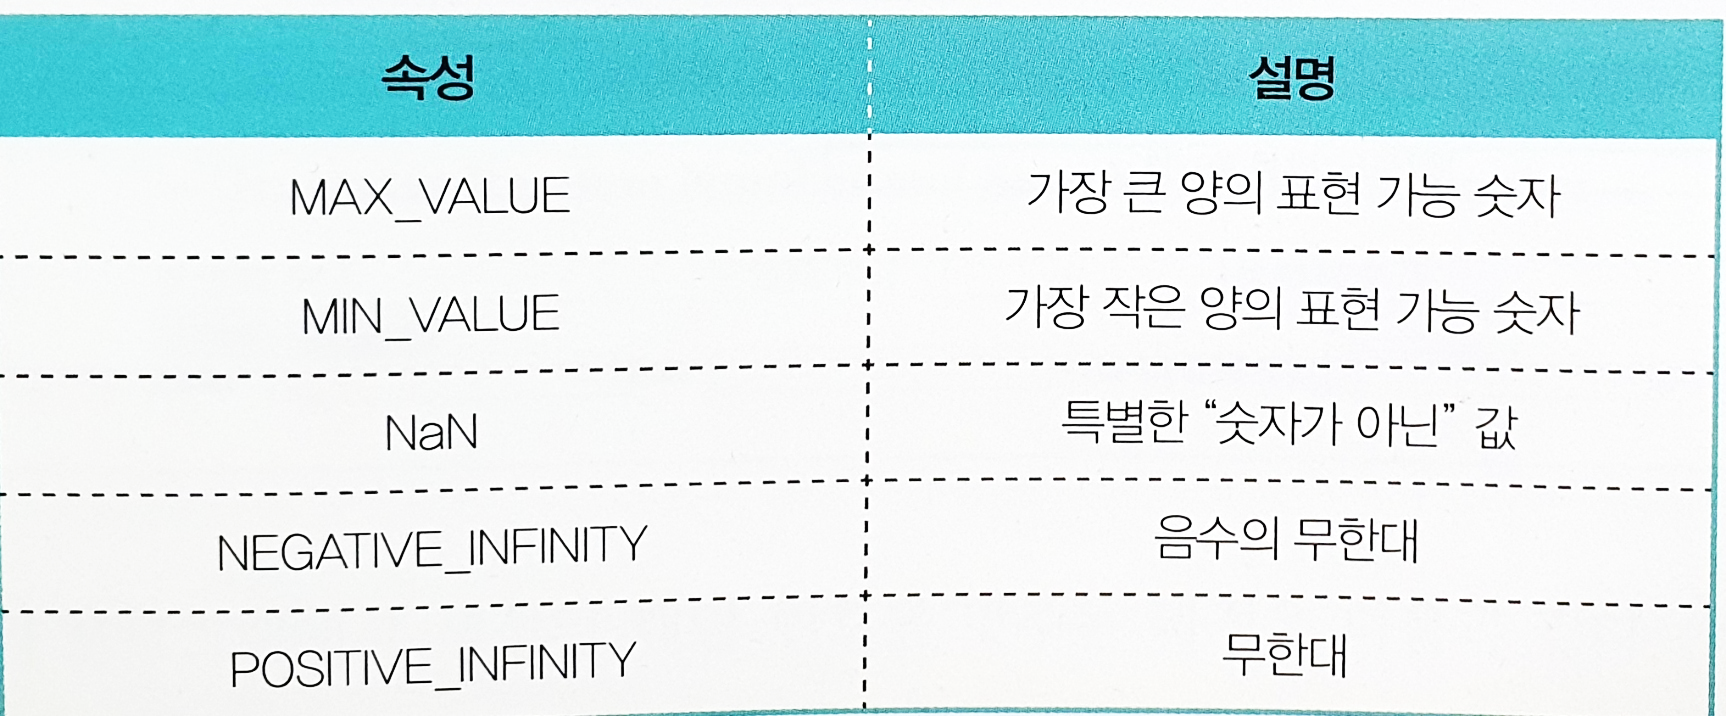 속성 설명
MAX_VALUE 가장 큰 양의 표현 가능 숫자
MIN_VALUE 가장 작은 양의 표현 가능 숫자
NaN 특별한 “숫자가 아닌” 값
NEGATIVE_INFINITY 음수의 무한대
POSITIVE_INFINITY 무한대